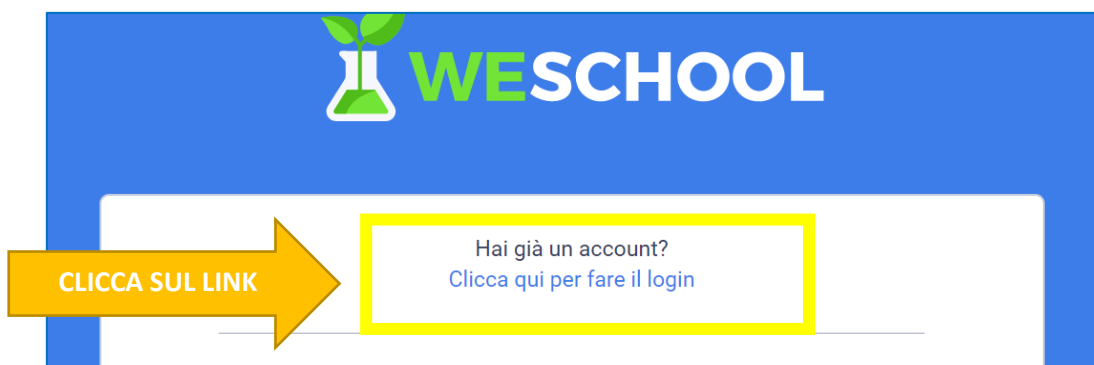 WESCHOOL
Hai già un account?
CLICCA SUL LINK
Clicca qui per fare il login